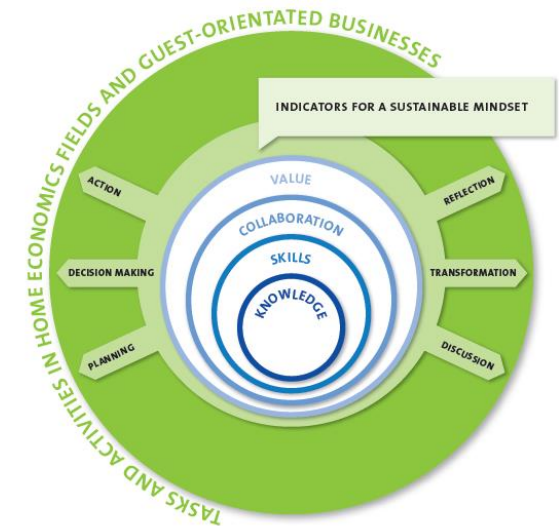 TASKS AND ACTIVITIES IN HOME ECONOMICS FIELDS AND GUEST-ORIENTATED BUSINESSES
INDICATORS FOR A SUSTAINABLE MINDSET
VALUE
COLLABORATION
SKILLS
KNOWLEDGE
ACTION
DECISION MAKING
PLANNING
REFLECTION
TRANSFORMATION
DISCUSSION